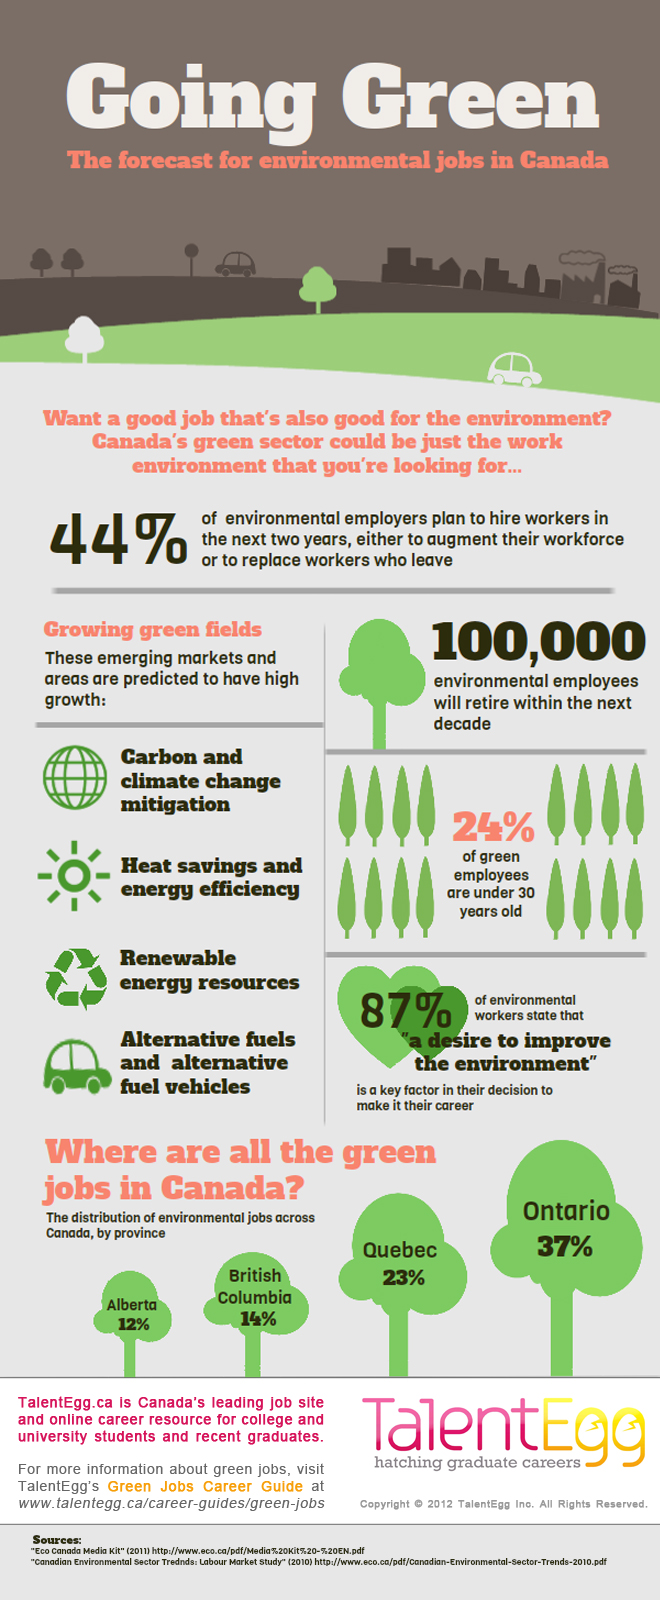 Going Green
The forecast for environmental jobs in Canada
Want a good job that's also good for the environment?
Canada's green sector could be just the work
environment that you're looking for...
44%
of environmental employers plan to hire workers in
the next two years, either to augment their workforce
or to replace workers who leave
Growing green fields
These emerging markets and
areas are predicted to have high
growth:
Carbon and
climate change
mitigation
Heat savings and
energy efficiency
Renewable
energy resources
Alternative fuels
and alternative
fuel vehicles
100,000
environmental employees
will retire within the next
decade
24%
of green
employees
are under 30
years old
87%
of environmental
workers state that
"a desire to improve
the environment"
is a key factor in their decision to
make it their career
Where are all the green
jobs in Canada?
The distribution of environmental jobs across
Canada, by province
Alberta
12%
British
Columbia
14%
Quebec
23%
Ontario
37%
TalentEgg.ca is Canada's leading job site
and online career resource for college and
university students and recent graduates.
For more information about green jobs, visit
TalentEgg's Green Jobs Career Guide at
www.talentegg.ca/career-guides/green-jobs
TalentEgg
hatching graduate careers
Copyright © 2012 TalentEgg Inc. All Rights Reserved.
Sources:
"Eco Canada Media Kit" (2011) http://www.eco.ca/pdf/Media%20Kit%20-%20EN.pdf
"Canadian Environmental Sector Trednds: Labour Market Study" (2010) http://www.eco.ca/pdf/Canadian-Environmental-Sector-Trends-2010.pdf